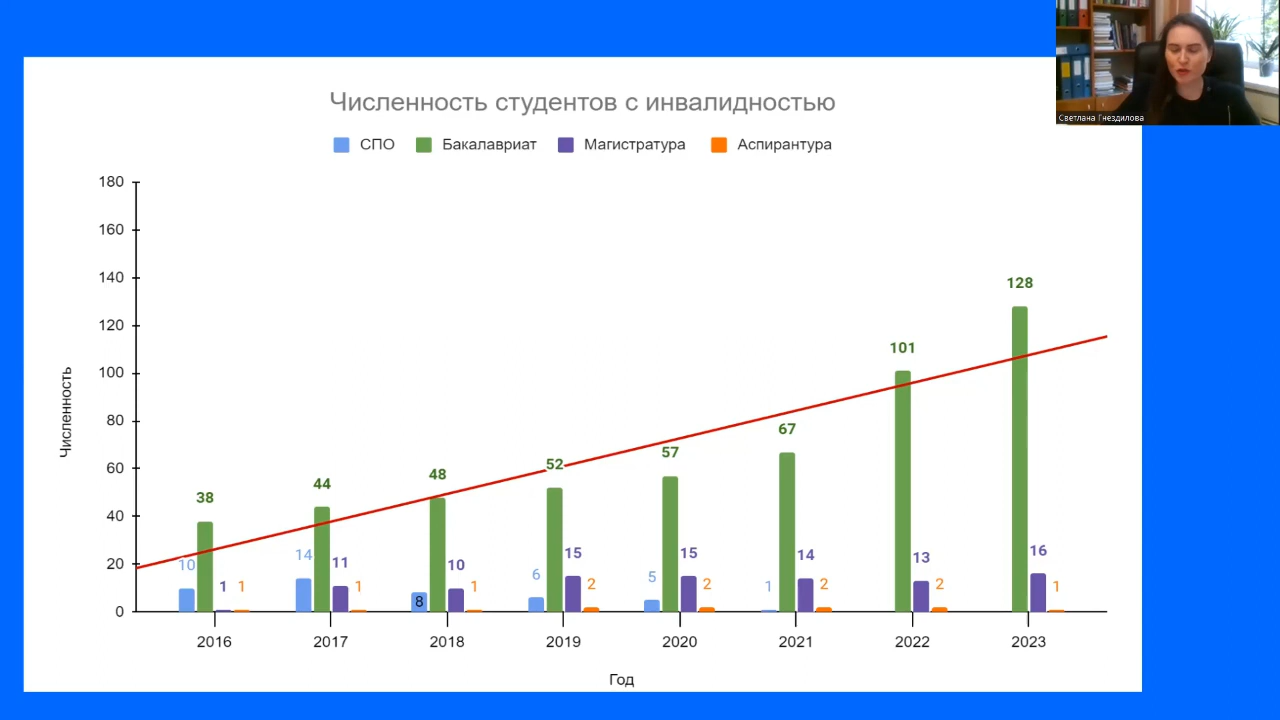 Светлана Гнездилова
Численность студентов с инвалидностью
СПО Бакалавриат Магистратура Аспирантура
180
160
140
120
100
80
60
40
20
0
Численность
10 38 1 1
14 44 11 1
8 48 10 1
6 52 15 2
5 57 15 2
1 67 14 2
101 13 2
128 16 1
2016 2017 2018 2019 2020 2021 2022 2023
Год